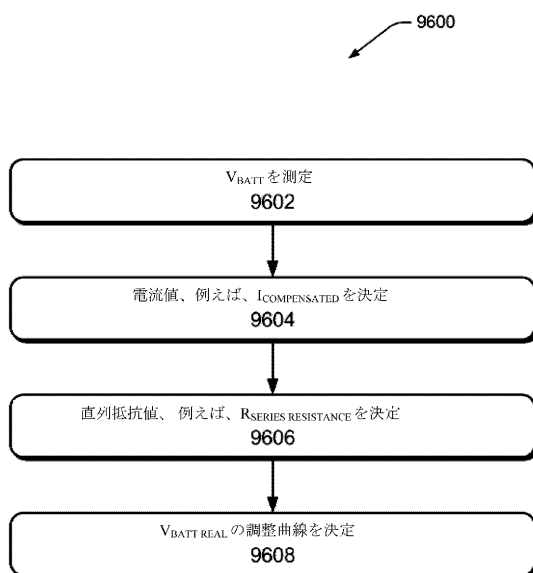 9600
V_BATT を測定
9602
電流値、例えば、I_COMPENSATED を決定
9604
直列抵抗値、 例えば、R_SERIES RESISTANCE を決定
9606
V_BATT REAL の調整曲線を決定
9608